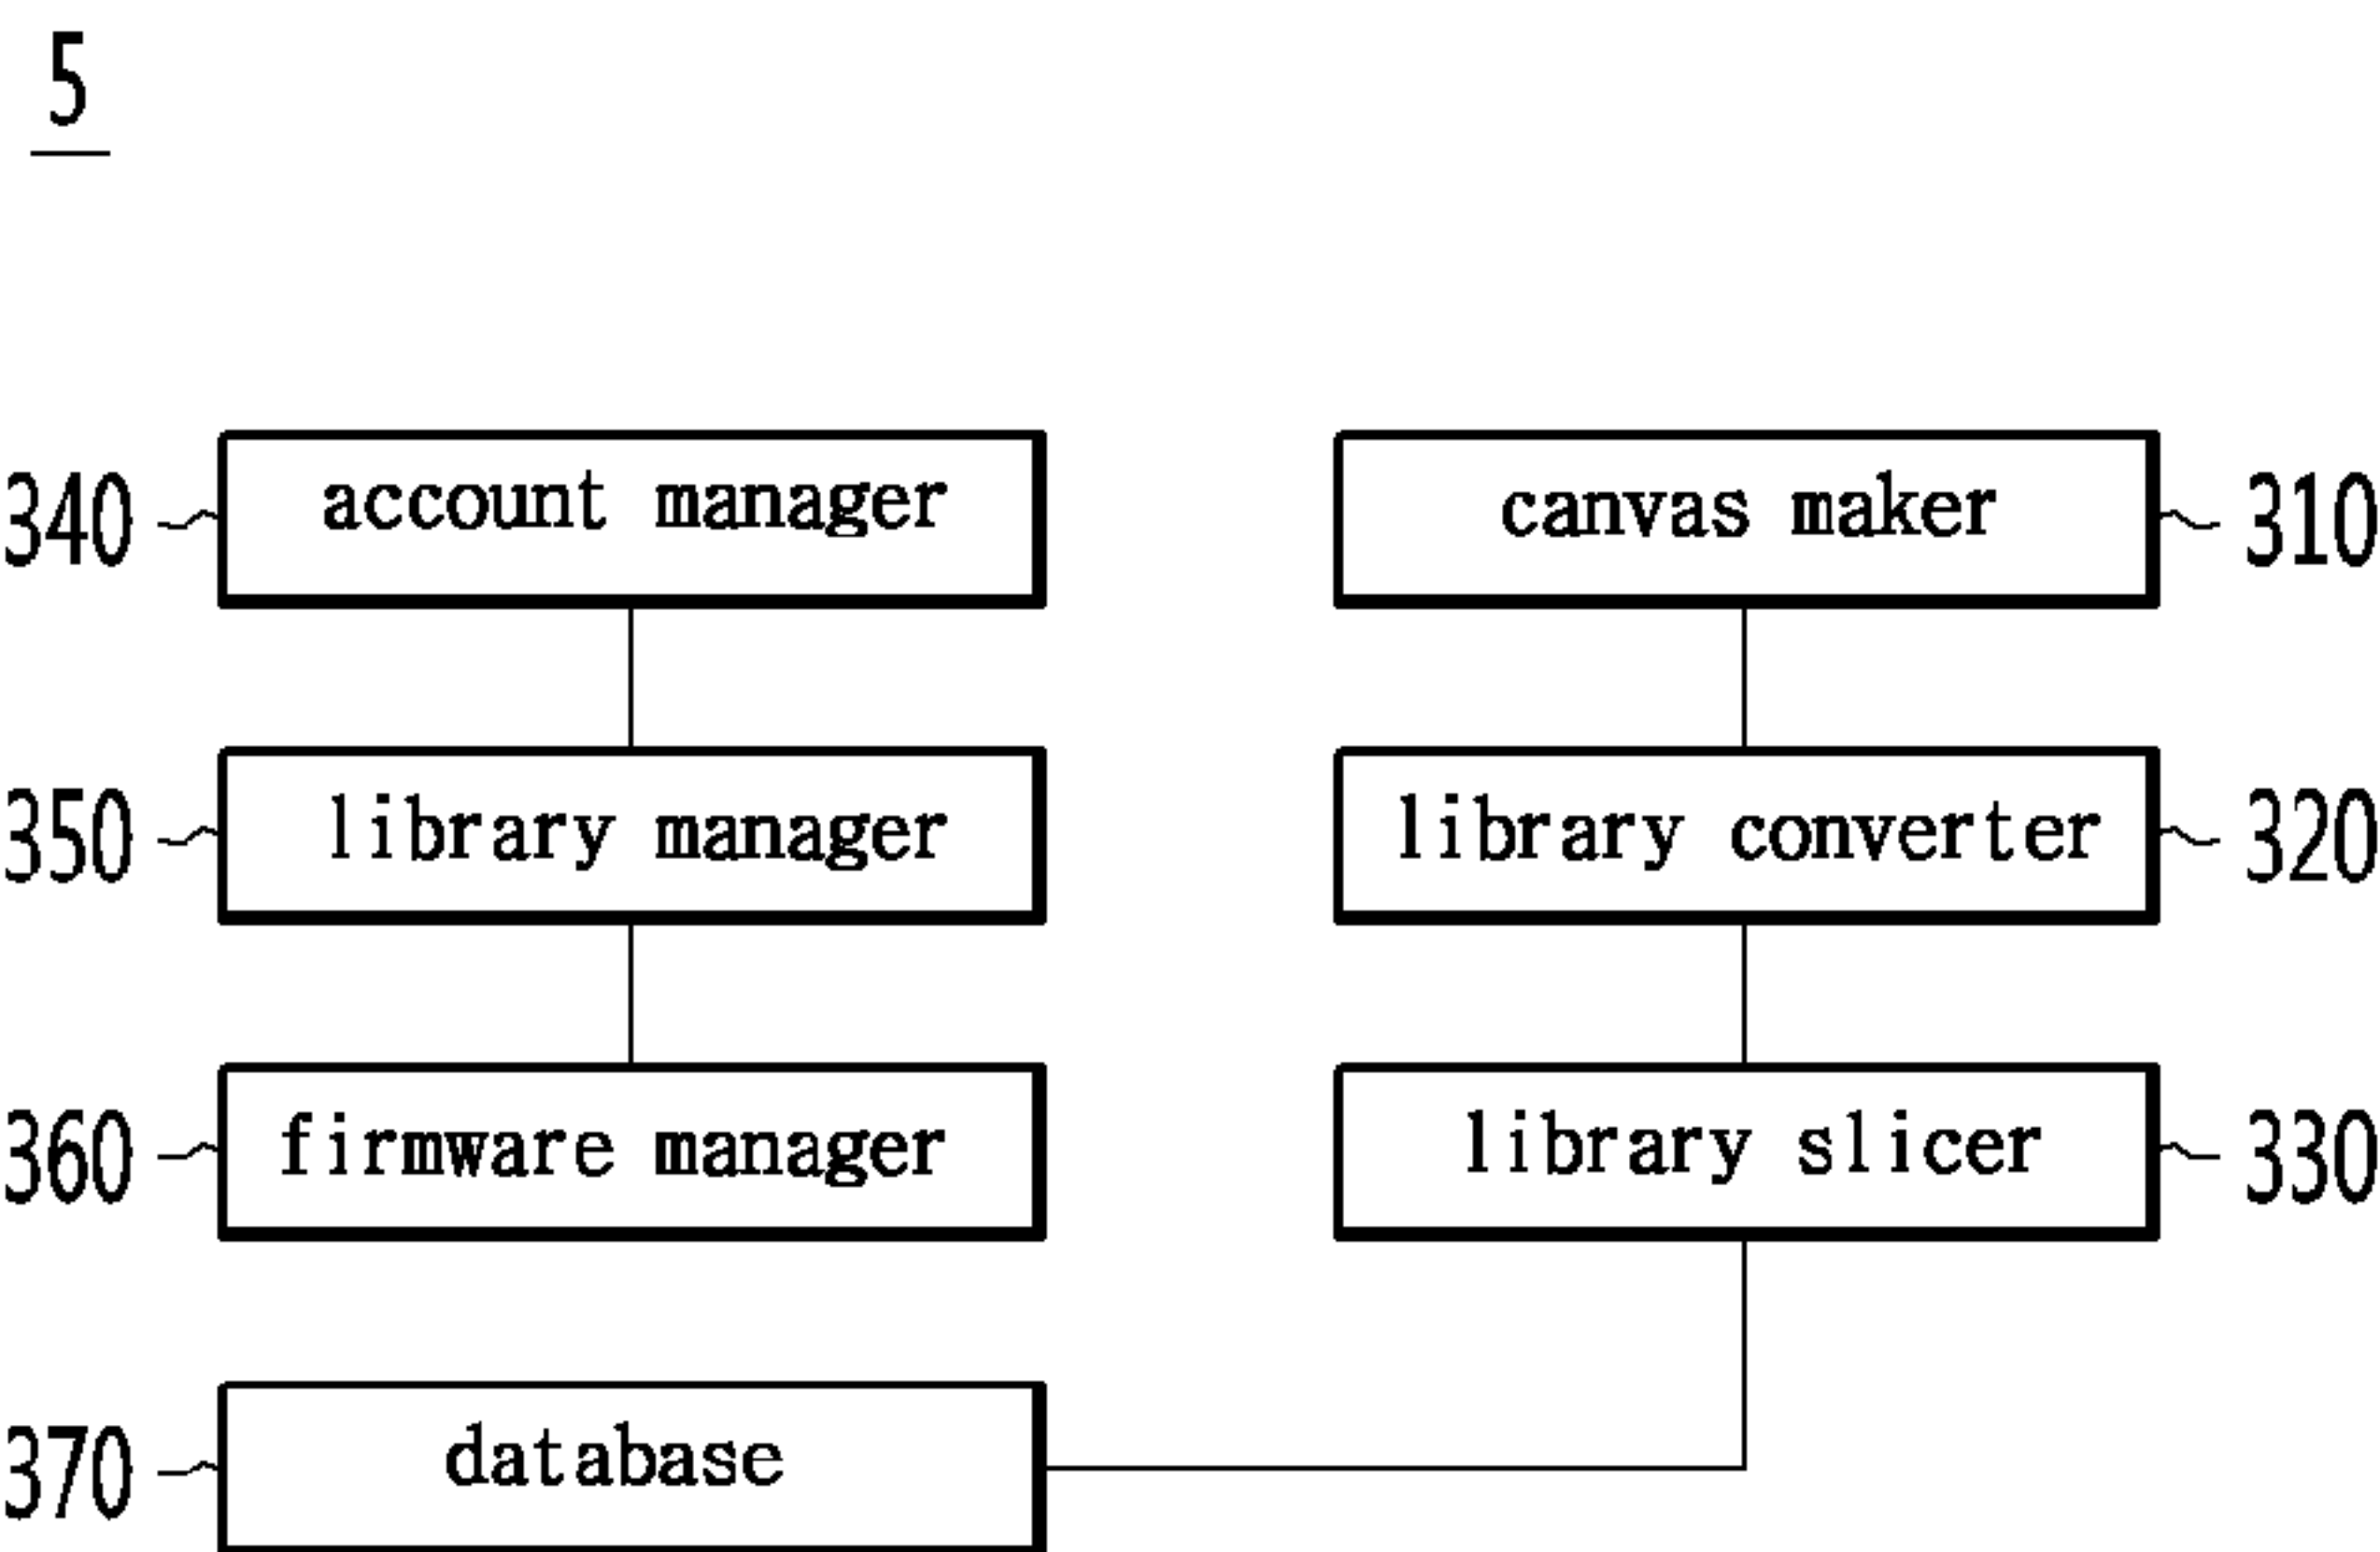 5
340 account manager canvas maker 310
350 library manager library converter 320
360 firmware manager library slicer 330
370 database